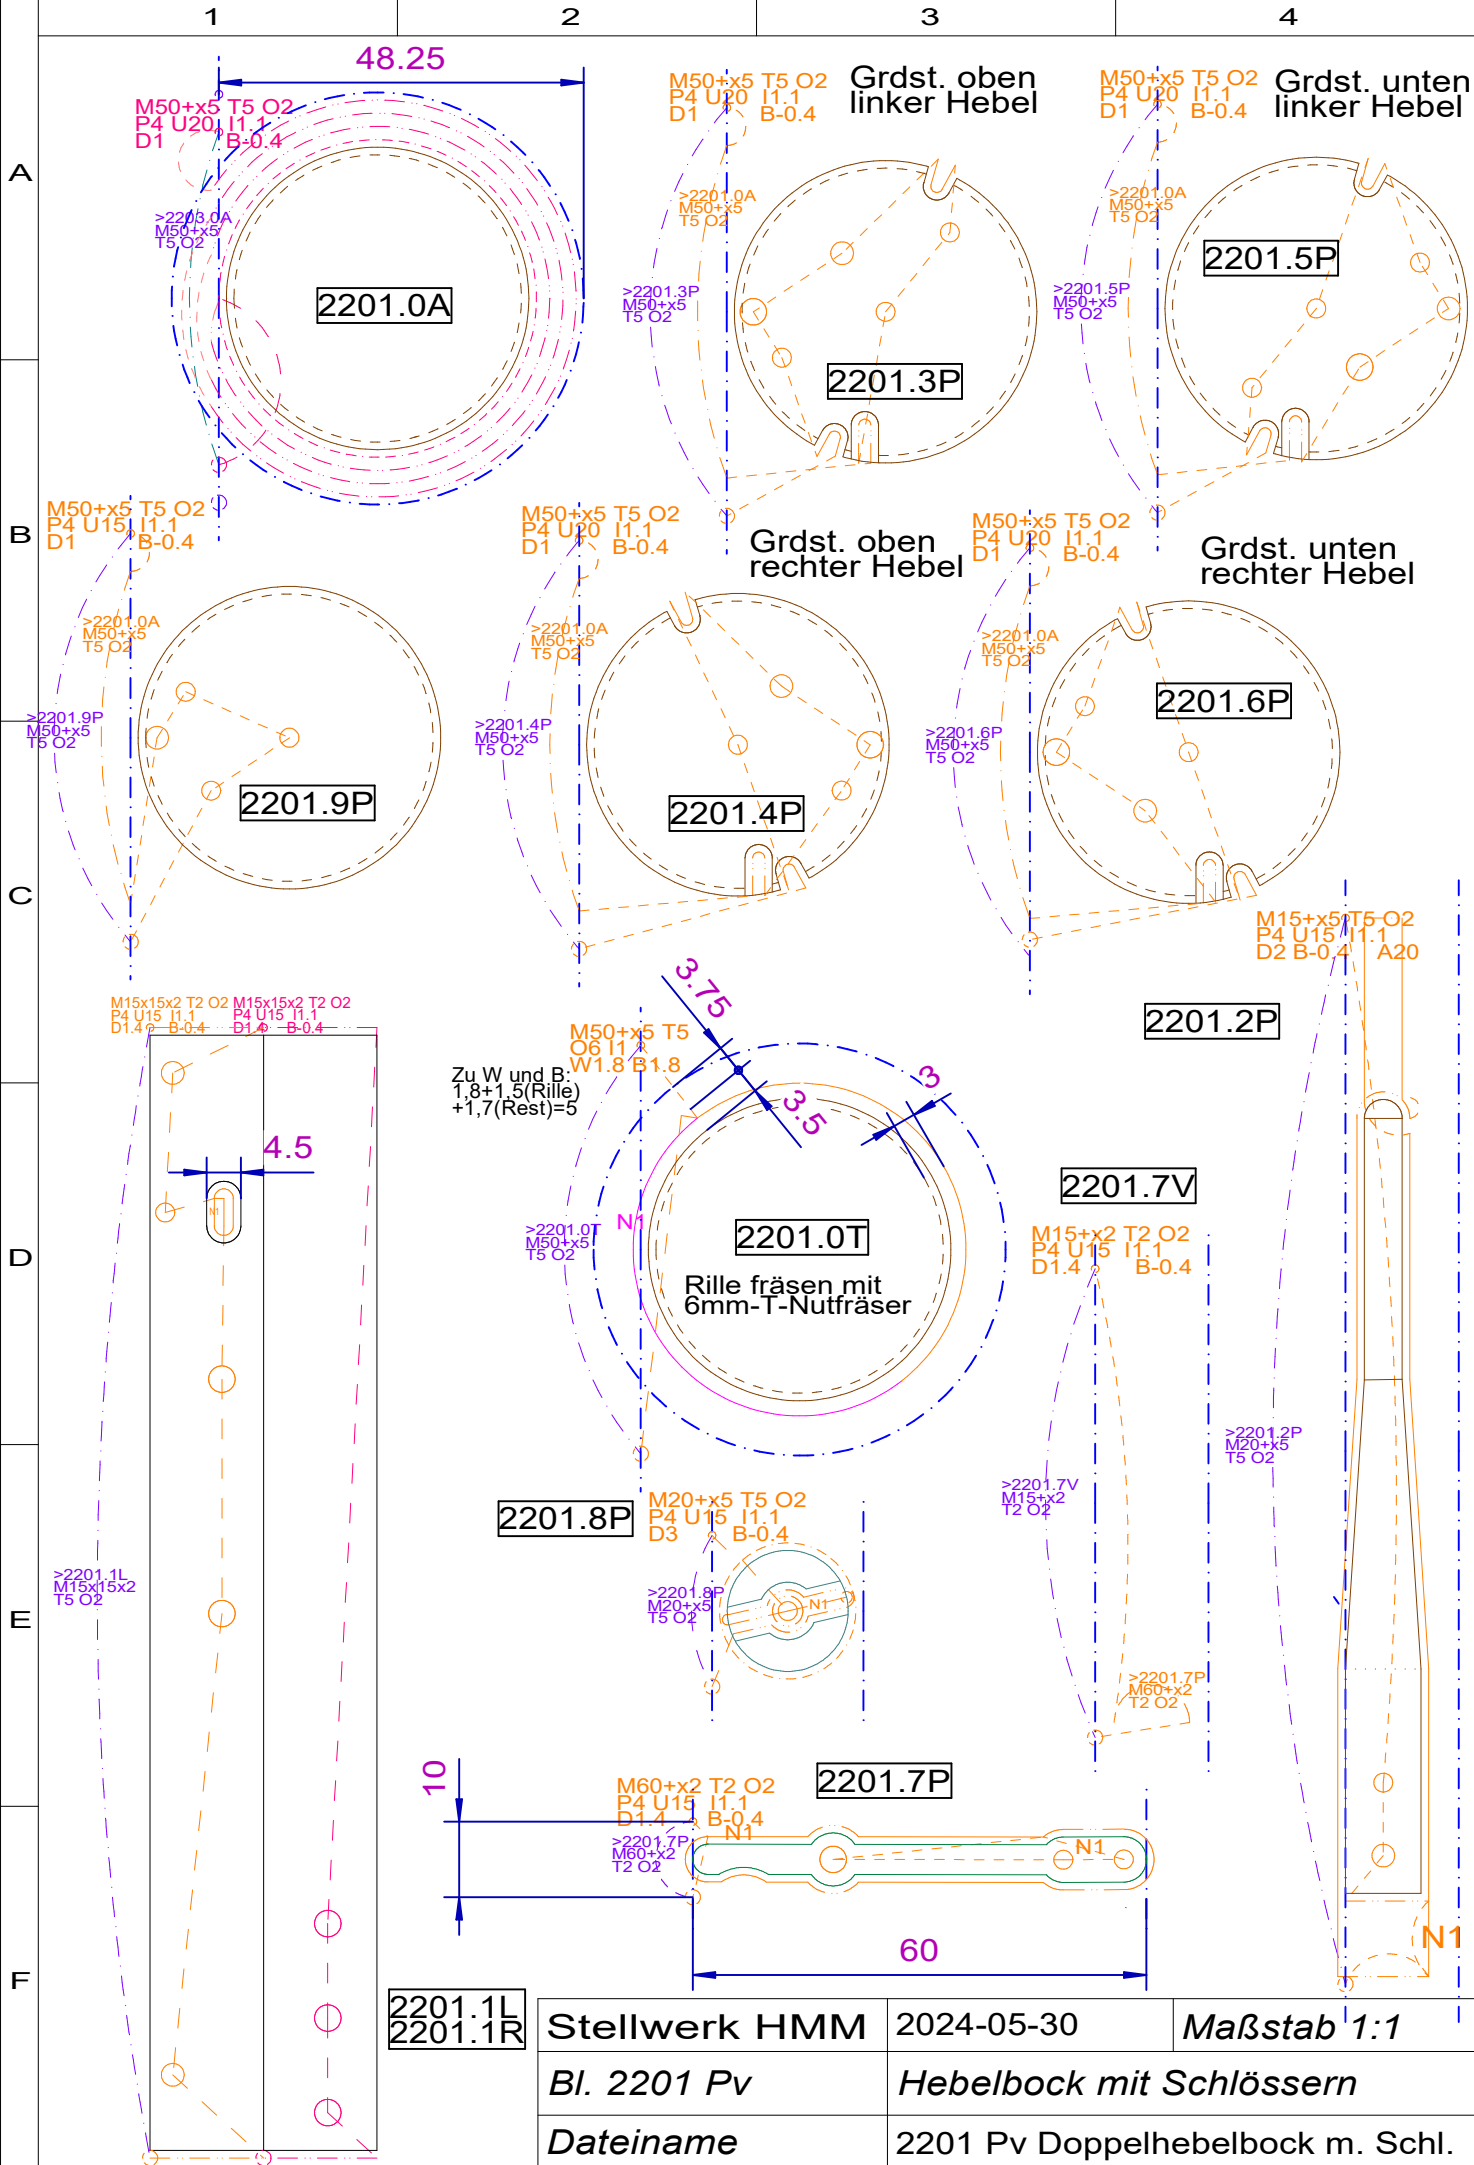 1 2 3 4
A
B
C
D
E
F
48.25
M50+x5 T5 O2
P4 U20 I1.1
D1 B-0.4
>2203.0A
M50+x5
T5 O2
2201.0A
M50+x5 T5 O2
P4 U20 I1.1
D1 B-0.4
Grdst. oben
linker Hebel
>2201.0A
M50+x5
T5 O2
>2201.3P
M50+x5
T5 O2
2201.3P
M50+x5 T5 O2
P4 U20 I1.1
D1 B-0.4
Grdst. unten
linker Hebel
>2201.0A
M50+x5
T5 O2
>2201.5P
M50+x5
T5 O2
2201.5P
M50+x5 T5 O2
P4 U15 I1.1
D1 B-0.4
>2201.0A
M50+x5
T5 O2
>2201.9P
M50+x5
T5 O2
2201.9P
M50+x5 T5 O2
P4 U20 I1.1
D1 B-0.4
Grdst. oben
rechter Hebel
>2201.0A
M50+x5
T5 O2
>2201.4P
M50+x5
T5 O2
2201.4P
M50+x5 T5 O2
P4 U20 I1.1
D1 B-0.4
Grdst. unten
rechter Hebel
>2201.0A
M50+x5
T5 O2
>2201.6P
M50+x5
T5 O2
2201.6P
M15+x5 T5 O2
P4 U15 I1.1
D2 B-0.4 A20
2201.2P
>2201.2P
M20+x5
T5 O2
N1
M15x15x2 T2 O2
P4 U15 I1.1
D1.4 B-0.4
M15x15x2 T2 O2
P4 U15 I1.1
D1.4 B-0.4
4.5
N1
>2201.1L
M15x15x2
T5 O2
2201.1L
2201.1R
M50+x5 T5
O6 I1
W1.8 B1.8
Zu W und B:
1,8+1,5(Rille)
+1,7(Rest)=5
3.75
3.5
3
N1
>2201.0T
M50+x5
T5 O2
2201.0T
Rille fräsen mit
6mm-T-Nutfräser
2201.7V
M15+x2 T2 O2
P4 U15 I1.1
D1.4 B-0.4
>2201.7V
M15+x2
T2 O2
>2201.7P
M60+x2
T2 O2
2201.8P
M20+x5 T5 O2
P4 U15 I1.1
D3 B-0.4
>2201.8P
M20+x5
T5 O2
N1
2201.7P
10
M60+x2 T2 O2
P4 U15 I1.1
D1.4 B-0.4
N1
>2201.7P
M60+x2
T2 O2
N1
60
Stellwerk HMM 2024-05-30 Maßstab 1:1
Bl. 2201 Pv Hebelbock mit Schlössern
Dateiname 2201 Pv Doppelhebelbock m. Schl.